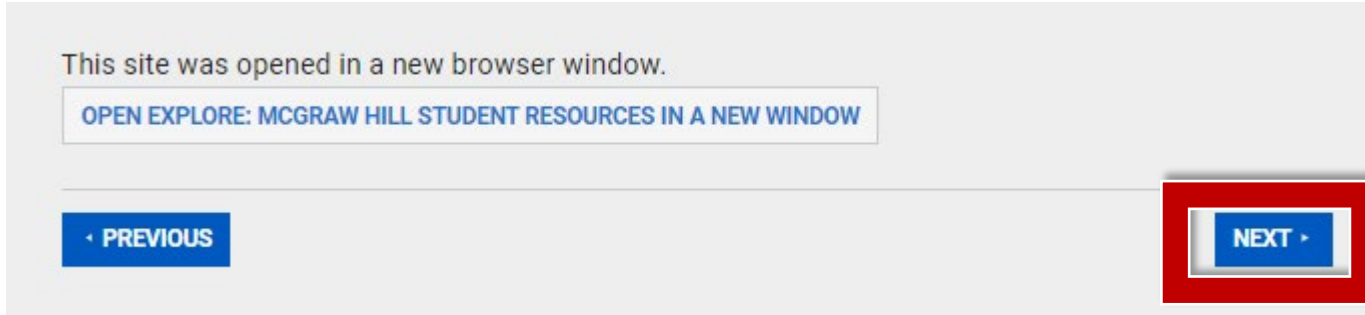 This site was opened in a new browser window.
OPEN EXPLORE: MCGRAW HILL STUDENT RESOURCES IN A NEW WINDOW
PREVIOUS
NEXT